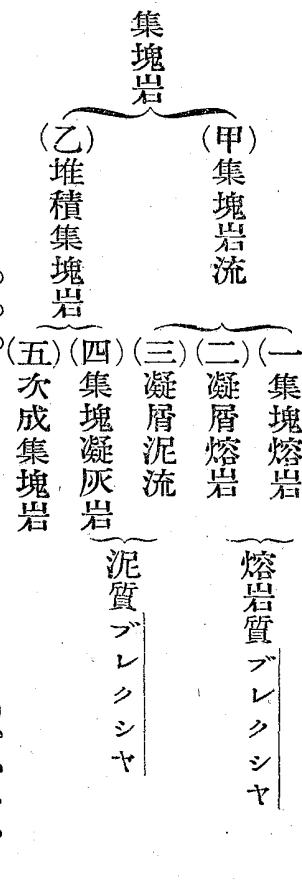 集塊岩
(甲)集塊岩流
(乙)堆積集塊岩
(一)集塊熔岩
(二)凝屑熔岩
(三)凝屑泥流
(四)集塊凝灰岩
(五)次成集塊岩
熔岩質ブレクシヤ
泥質ブレクシヤ